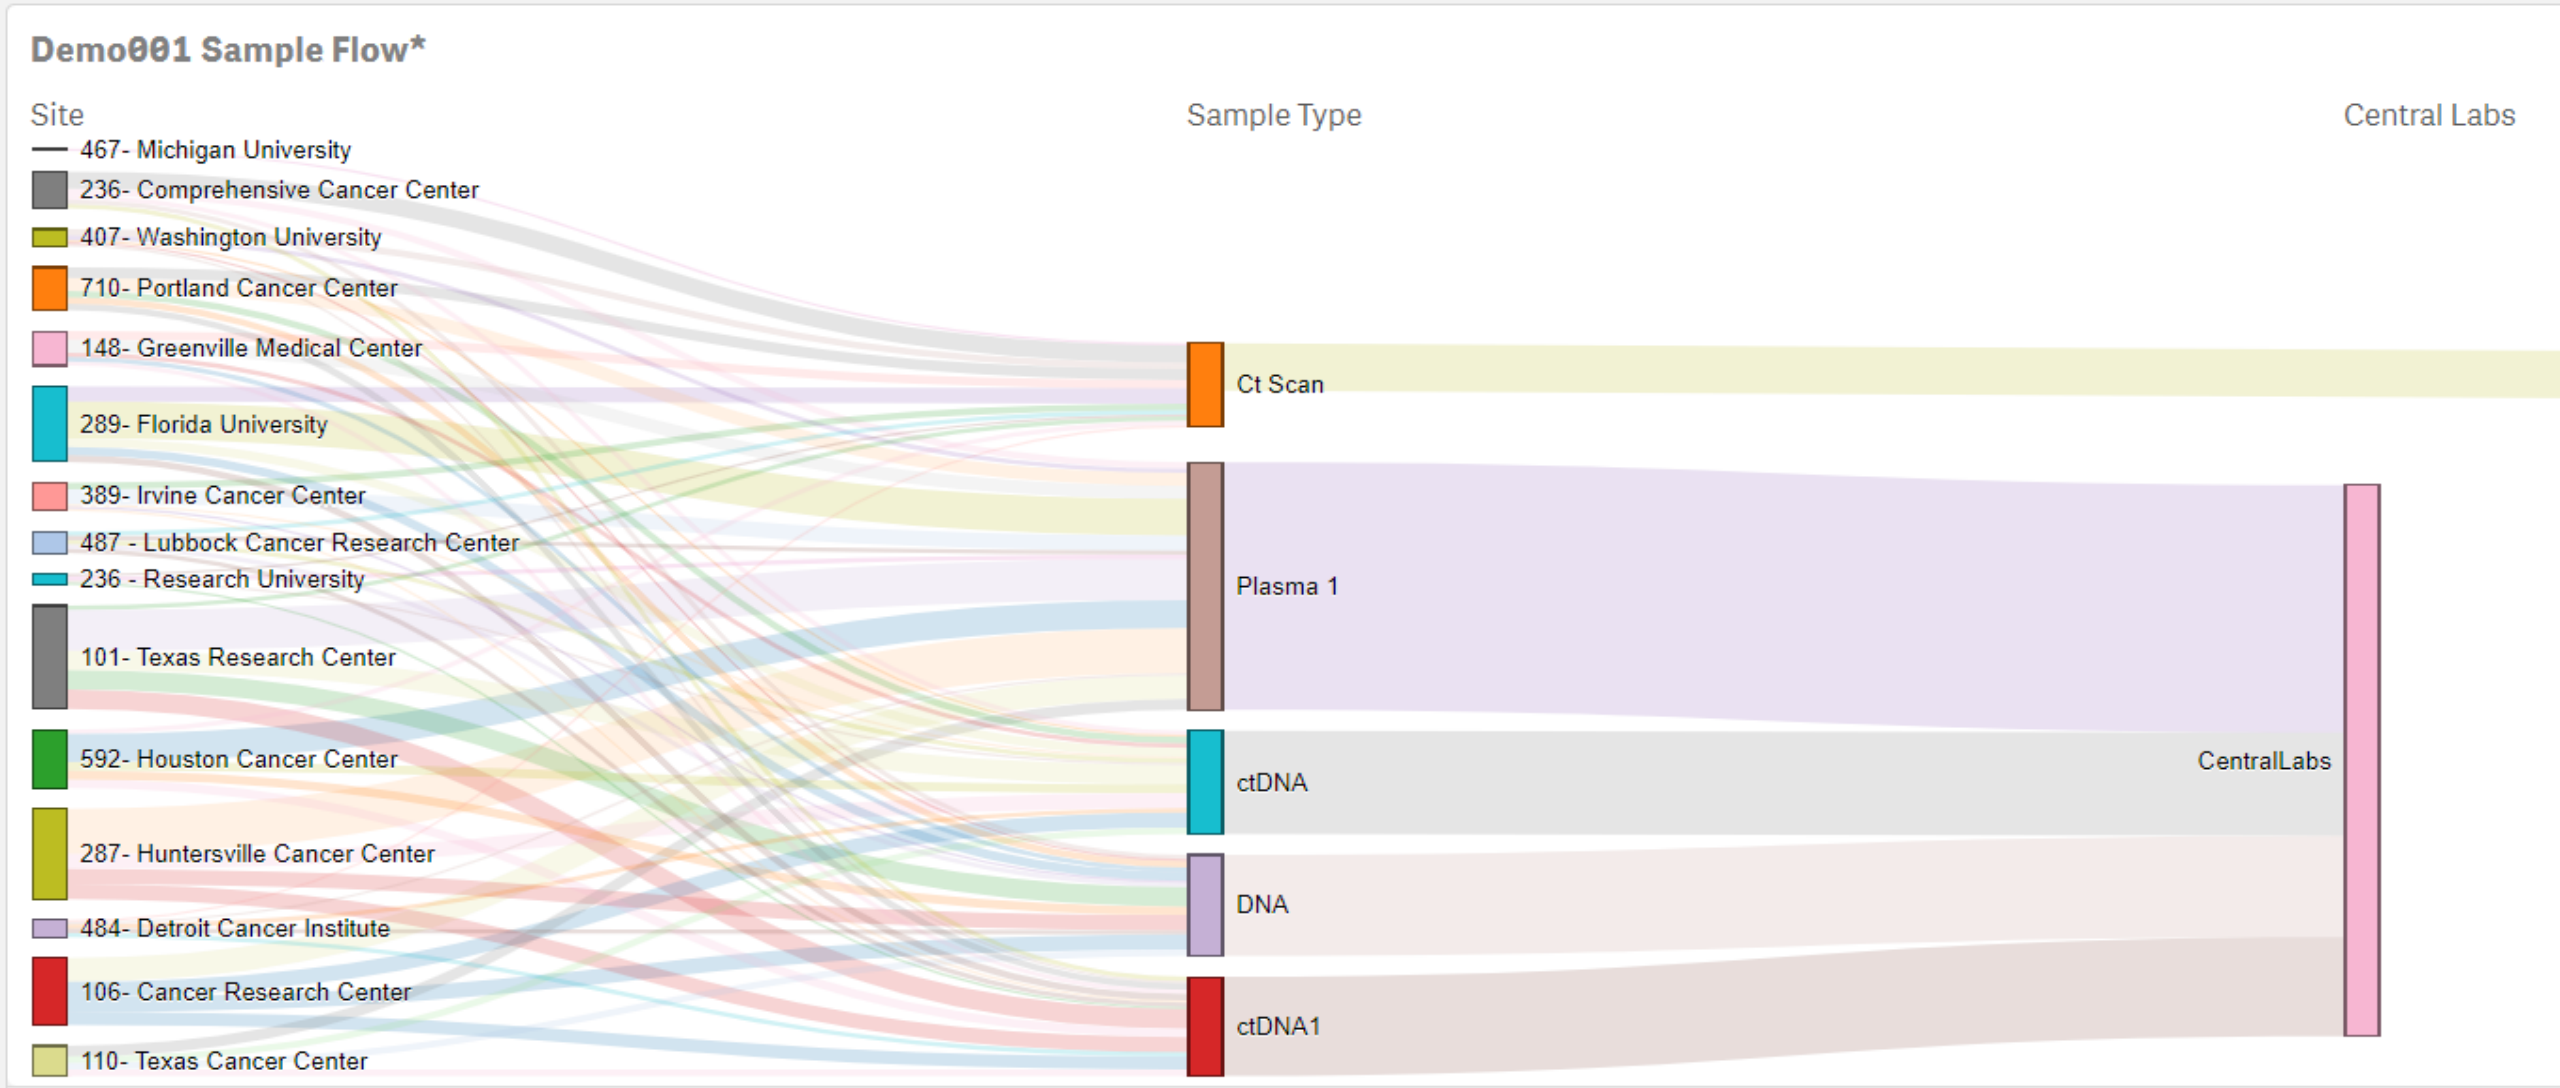 Demo001 Sample Flow*
Site
Sample Type
Central Labs
467- Michigan University
236- Comprehensive Cancer Center
407- Washington University
710- Portland Cancer Center
148- Greenville Medical Center
289- Florida University
389- Irvine Cancer Center
487 - Lubbock Cancer Research Center
236 - Research University
101- Texas Research Center
592- Houston Cancer Center
287- Huntersville Cancer Center
484- Detroit Cancer Institute
106- Cancer Research Center
110- Texas Cancer Center
Ct Scan
Plasma 1
ctDNA
DNA
ctDNA1
CentralLabs